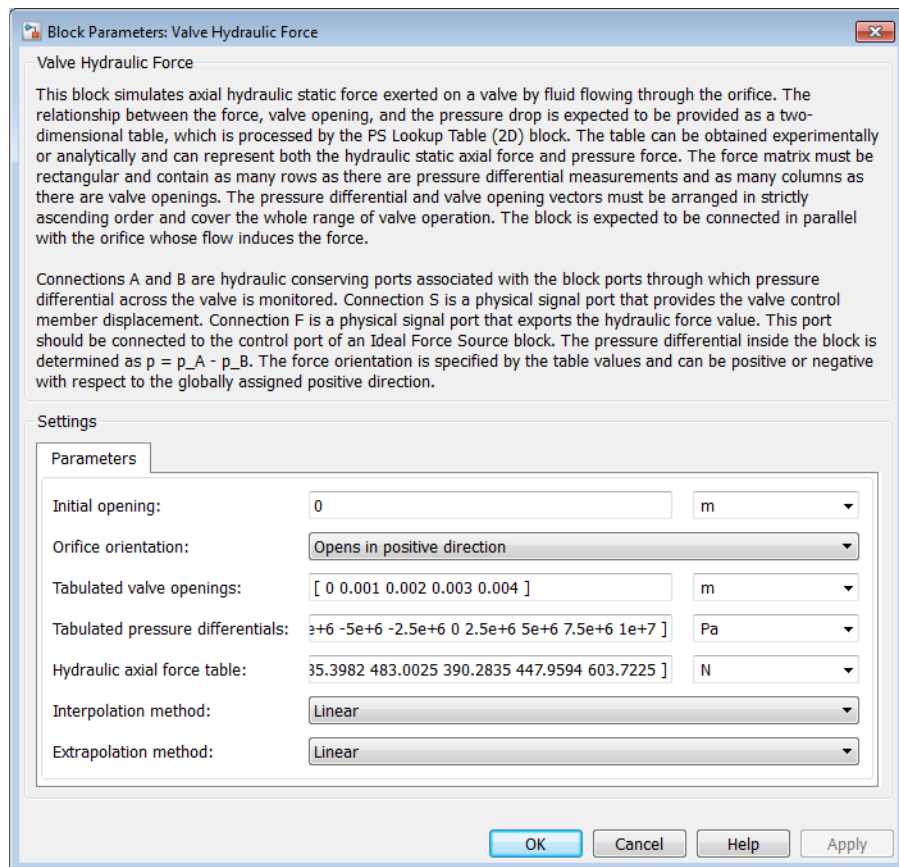 Block Parameters: Valve Hydraulic Force
Valve Hydraulic Force
This block simulates axial hydraulic static force exerted on a valve by fluid flowing through the orifice. The
relationship between the force, valve opening, and the pressure drop is expected to be provided as a two-
dimensional table, which is processed by the PS Lookup Table (2D) block. The table can be obtained experimentally
or analytically and can represent both the hydraulic static axial force and pressure force. The force matrix must be
rectangular and contain as many rows as there are pressure differential measurements and as many columns as
there are valve openings. The pressure differential and valve opening vectors must be arranged in strictly
ascending order and cover the whole range of valve operation. The block is expected to be connected in parallel
with the orifice whose flow induces the force.
Connections A and B are hydraulic conserving ports associated with the block ports through which pressure
differential across the valve is monitored. Connection S is a physical signal port that provides the valve control
member displacement. Connection F is a physical signal port that exports the hydraulic force value. This port
should be connected to the control port of an Ideal Force Source block. The pressure differential inside the block is
determined as p = p_A - p_B. The force orientation is specified by the table values and can be positive or negative
with respect to the globally assigned positive direction.
Settings
Parameters
Initial opening: 0 m
Orifice orientation: Opens in positive direction
Tabulated valve openings: [ 0 0.001 0.002 0.003 0.004 ] m
Tabulated pressure differentials: e+6 -5e+6 -2.5e+6 0 2.5e+6 5e+6 7.5e+6 1e+7 ] Pa
Hydraulic axial force table: 35.3982 483.0025 390.2835 447.9594 603.7225 ] N
Interpolation method: Linear
Extrapolation method: Linear
OK Cancel Help Apply